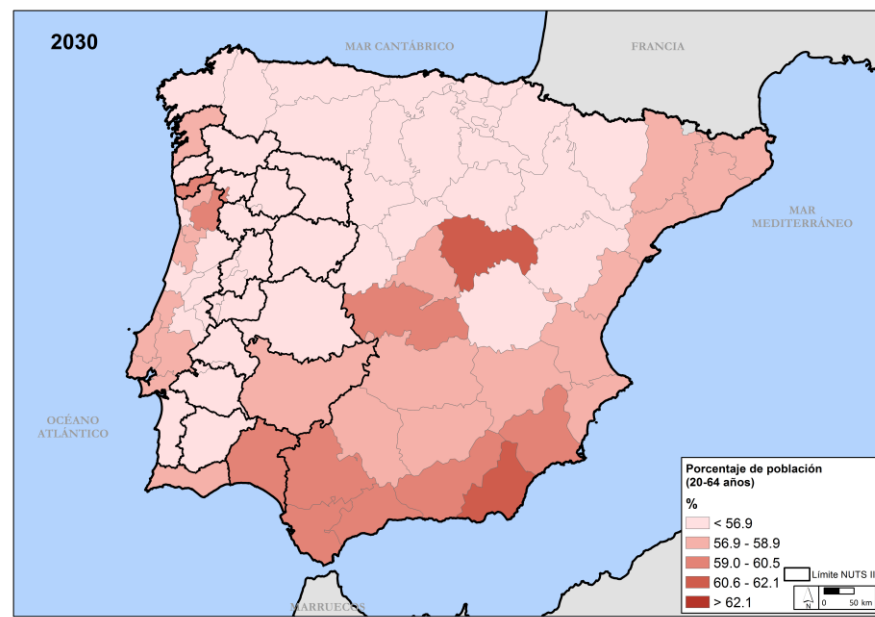 2030
MAR CANTÁBRICO
FRANCIA
MAR
MEDITERRÁNEO
OCÉANO
ATLÁNTICO
MARRUECOS
Porcentaje de población
(20-64 años)
%
< 56.9
56.9 - 58.9
59.0 - 60.5
60.6 - 62.1
> 62.1
Límite NUTS II
N
0 50 km